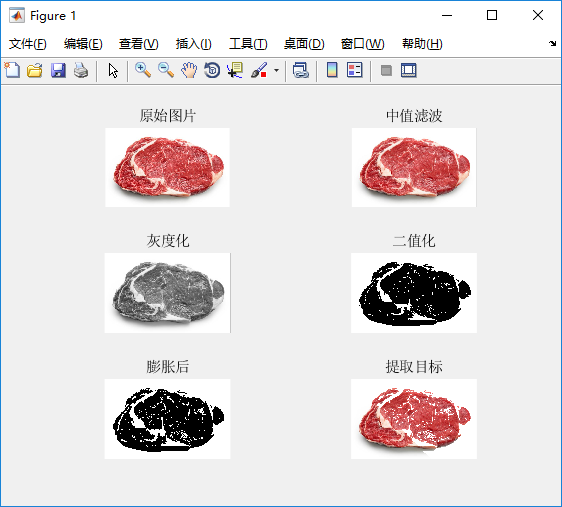 Figure 1
文件(F) 编辑(E) 查看(V) 插入(I) 工具(T) 桌面(D) 窗口(W) 帮助(H)
原始图片 中值滤波
灰度化 二值化
膨胀后 提取目标